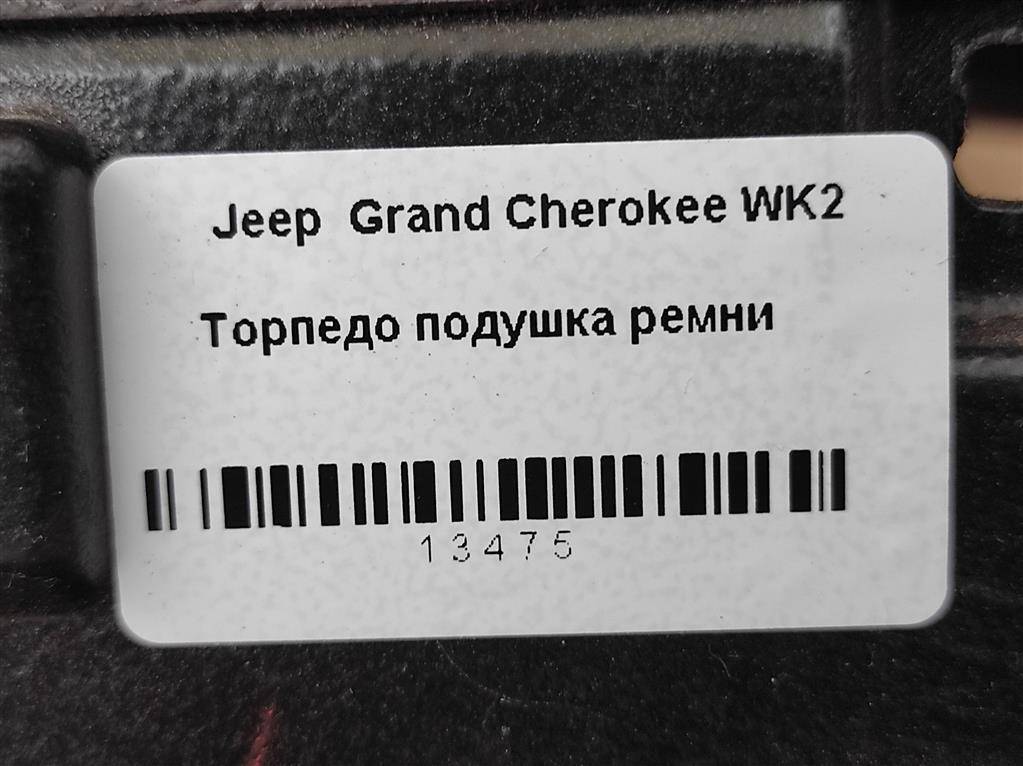 Jeep Grand Cherokee WK2
Торпедо подушка ремни
13475